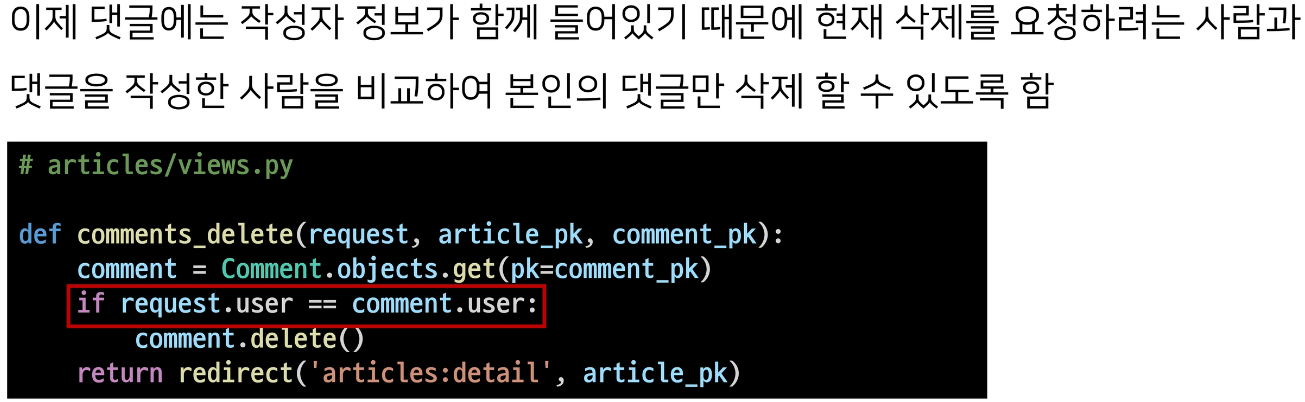 이제 댓글에는 작성자 정보가 함께 들어있기 때문에 현재 삭제를 요청하려는 사람과
댓글을 작성한 사람을 비교하여 본인의 댓글만 삭제 할 수 있도록 함
# articles/views.py
def comments_delete(request, article_pk, comment_pk):
    comment = Comment.objects.get(pk=comment_pk)
    if request.user == comment.user:
        comment.delete()
    return redirect('articles:detail', article_pk)